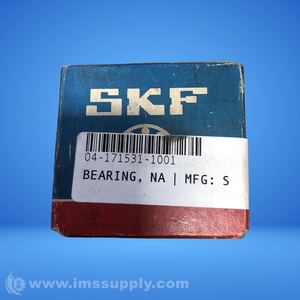 SKF
04-171531-1001
BEARING, NA | MFG: S
© www.imssupply.com